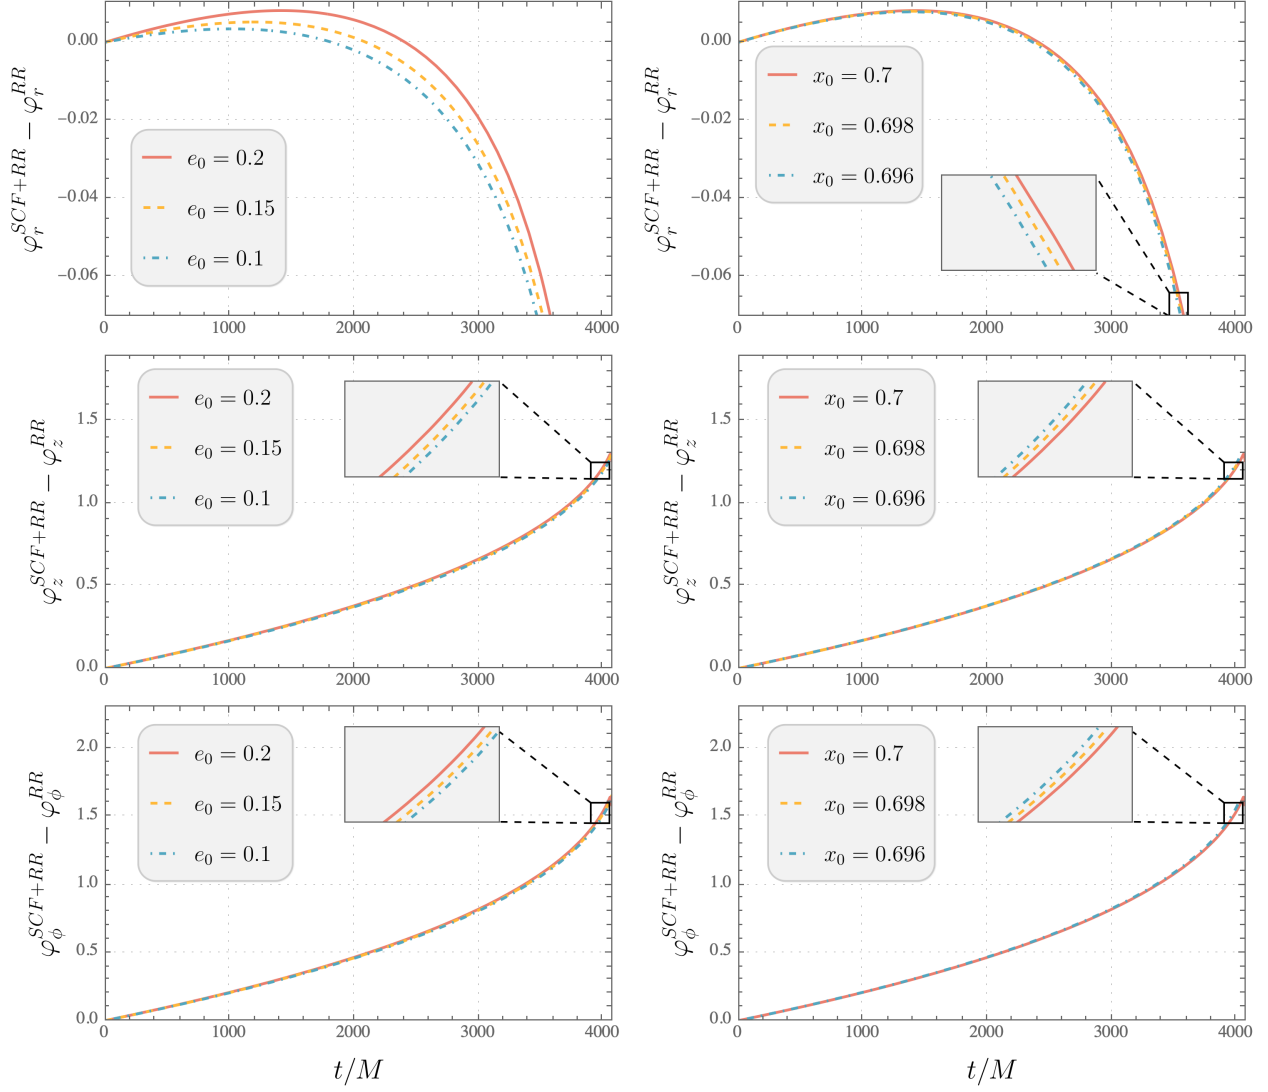 φ_r^{SCF+RR} − φ_r^{RR}
0.00
−0.02
−0.04
−0.06
e_0 = 0.2
e_0 = 0.15
e_0 = 0.1
0 1000 2000 3000 4000
φ_r^{SCF+RR} − φ_r^{RR}
0.00
−0.02
−0.04
−0.06
x_0 = 0.7
x_0 = 0.698
x_0 = 0.696
0 1000 2000 3000 4000
φ_z^{SCF+RR} − φ_z^{RR}
1.5
1.0
0.5
0.0
e_0 = 0.2
e_0 = 0.15
e_0 = 0.1
0 1000 2000 3000 4000
φ_z^{SCF+RR} − φ_z^{RR}
1.5
1.0
0.5
0.0
x_0 = 0.7
x_0 = 0.698
x_0 = 0.696
0 1000 2000 3000 4000
φ_ϕ^{SCF+RR} − φ_ϕ^{RR}
2.0
1.5
1.0
0.5
0.0
e_0 = 0.2
e_0 = 0.15
e_0 = 0.1
0 1000 2000 3000 4000
t/M
φ_ϕ^{SCF+RR} − φ_ϕ^{RR}
2.0
1.5
1.0
0.5
0.0
x_0 = 0.7
x_0 = 0.698
x_0 = 0.696
0 1000 2000 3000 4000
t/M